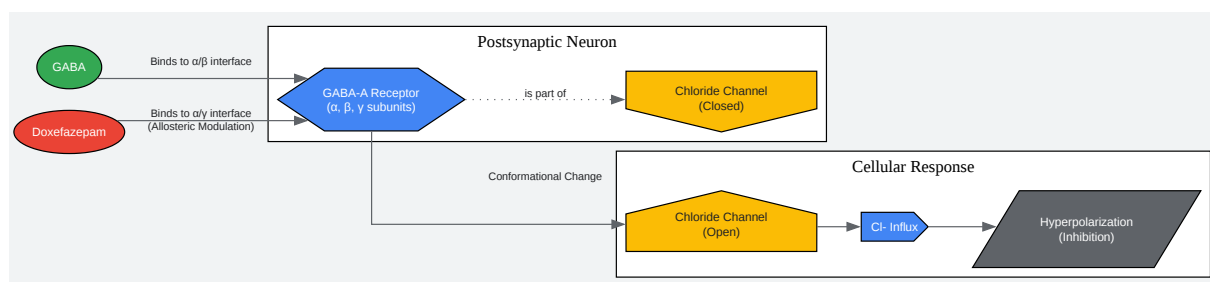 Postsynaptic Neuron
GABA
Binds to α/β interface
GABA-A Receptor
(α, β, γ subunits)
is part of
Chloride Channel
(Closed)
Doxefazepam
Binds to α/γ interface
(Allosteric Modulation)
Cellular Response
Conformational Change
Chloride Channel
(Open)
Cl- Influx
Hyperpolarization
(Inhibition)